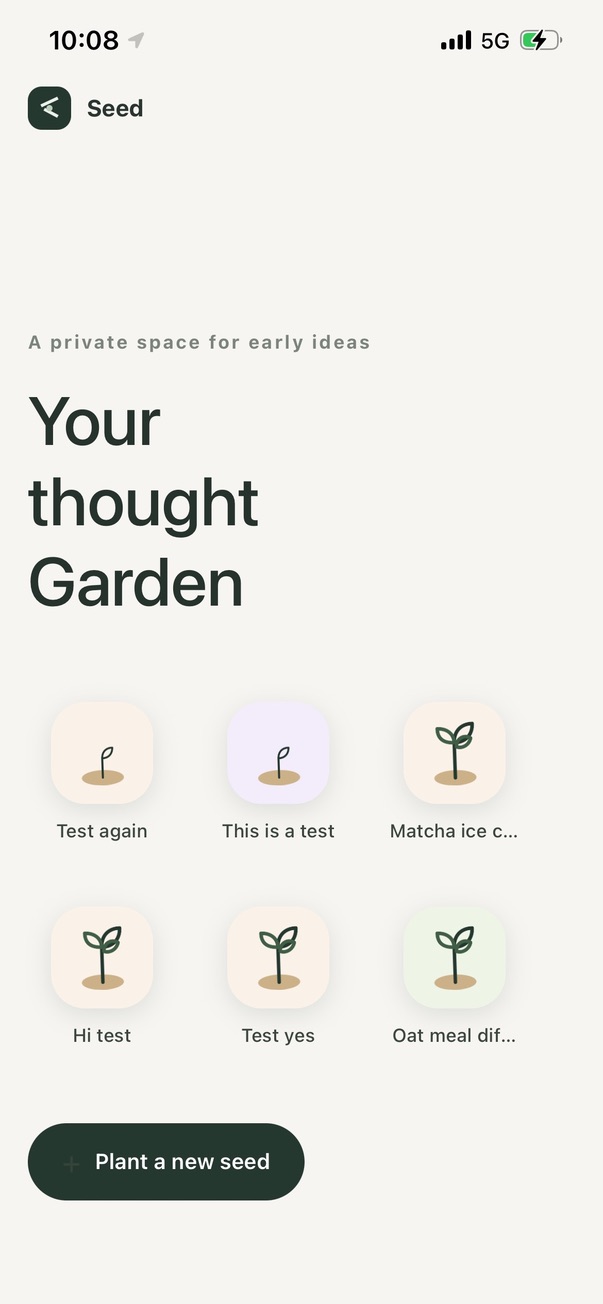 10:08
5G
Seed
A private space for early ideas
Your
thought
Garden
Test again
This is a test
Matcha ice c...
Hi test
Test yes
Oat meal dif...
+ Plant a new seed